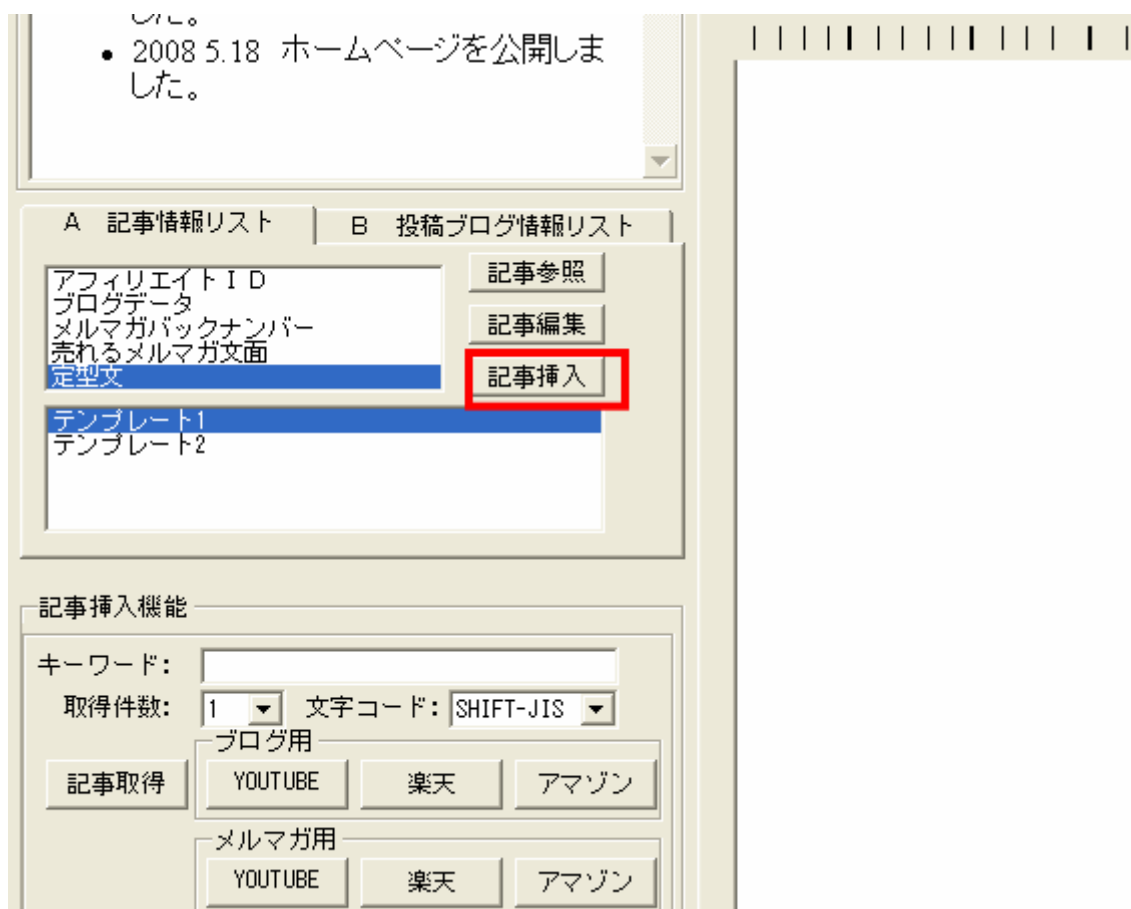 した。
• 2008 5.18 ホームページを公開しま
した。
A 記事情報リスト
B 投稿ブログ情報リスト
アフィリエイトID
ブログデータ
メルマガバックナンバー
売れるメルマガ文面
定型文
記事参照
記事編集
記事挿入
テンプレート1
テンプレート2
記事挿入機能
キーワード:
取得件数: 1 文字コード: SHIFT-JIS
ブログ用
記事取得 YOUTUBE 楽天 アマゾン
メルマガ用
YOUTUBE 楽天 アマゾン